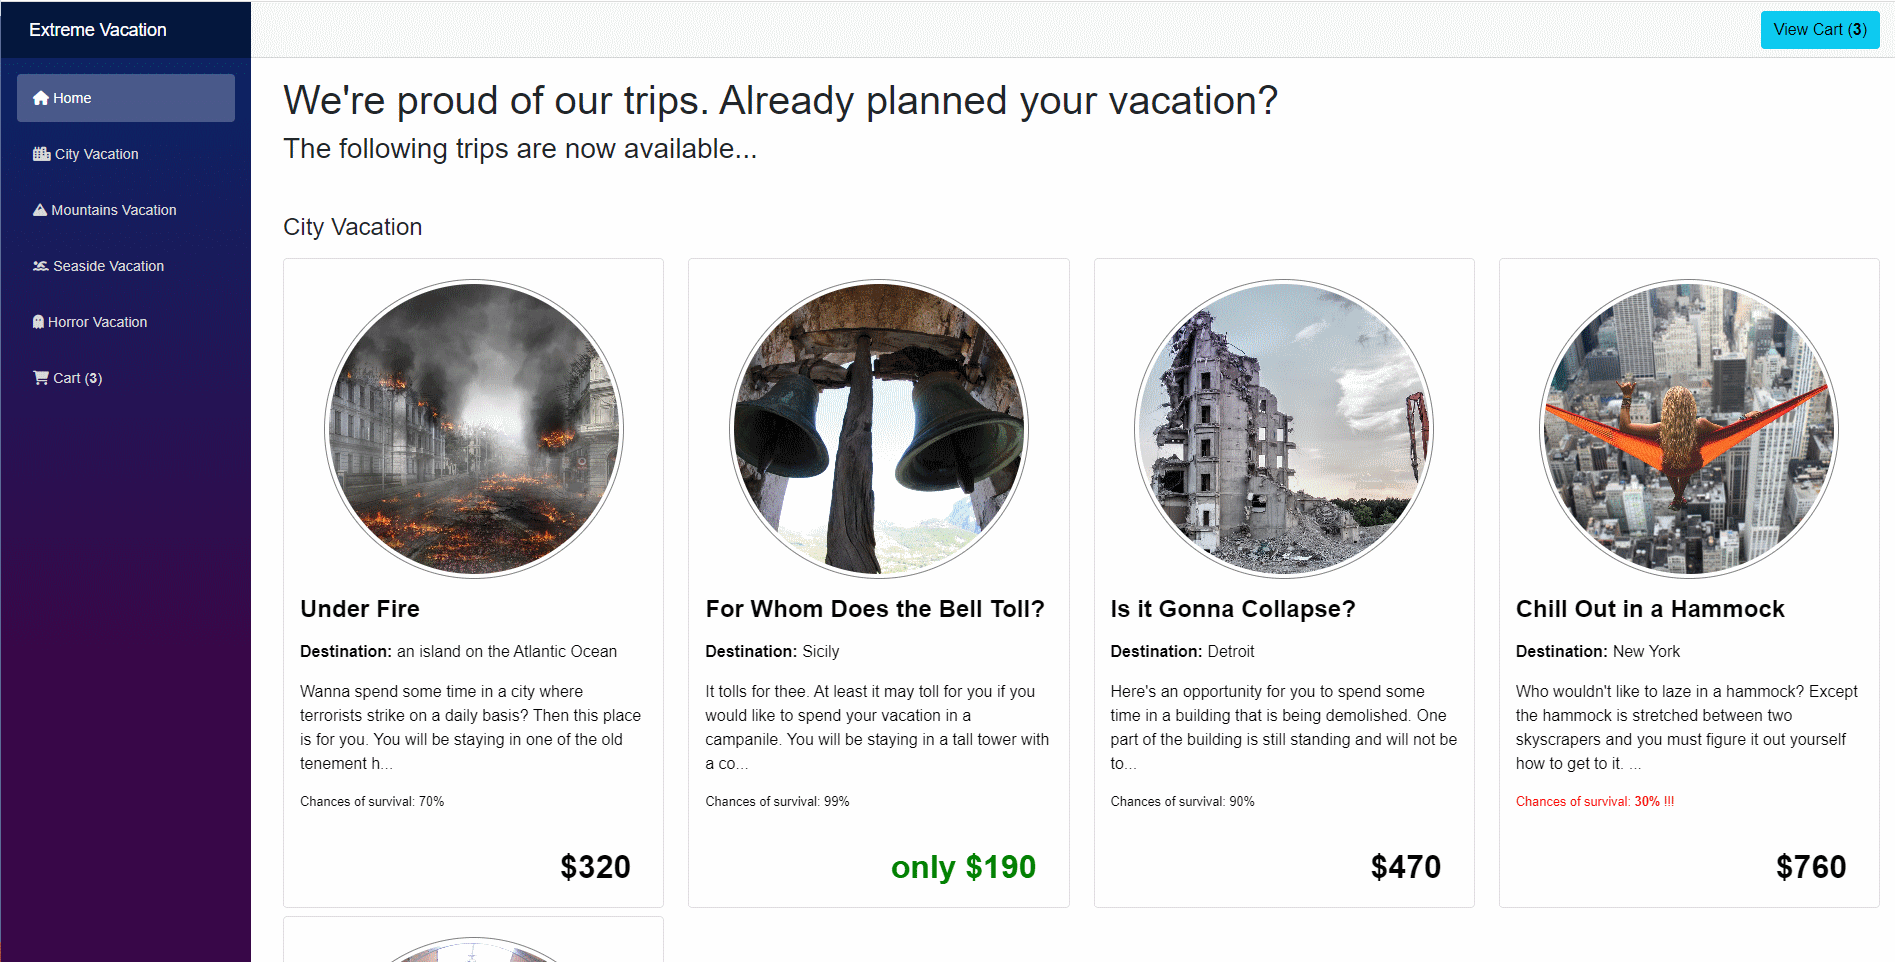 Extreme Vacation
View Cart (3)
Home
City Vacation
Mountains Vacation
Seaside Vacation
Horror Vacation
Cart (3)
We're proud of our trips. Already planned your vacation?
The following trips are now available...
City Vacation
Under Fire
Destination: an island on the Atlantic Ocean
Wanna spend some time in a city where
terrorists strike on a daily basis? Then this place
is for you. You will be staying in one of the old
tenement h...
Chances of survival: 70%
$320
For Whom Does the Bell Toll?
Destination: Sicily
It tolls for thee. At least it may toll for you if you
would like to spend your vacation in a
campanile. You will be staying in a tall tower with
a co...
Chances of survival: 99%
only $190
Is it Gonna Collapse?
Destination: Detroit
Here's an opportunity for you to spend some
time in a building that is being demolished. One
part of the building is still standing and will not be
to...
Chances of survival: 90%
$470
Chill Out in a Hammock
Destination: New York
Who wouldn't like to laze in a hammock? Except
the hammock is stretched between two
skyscrapers and you must figure it out yourself
how to get to it. ...
Chances of survival: 30% !!!
$760